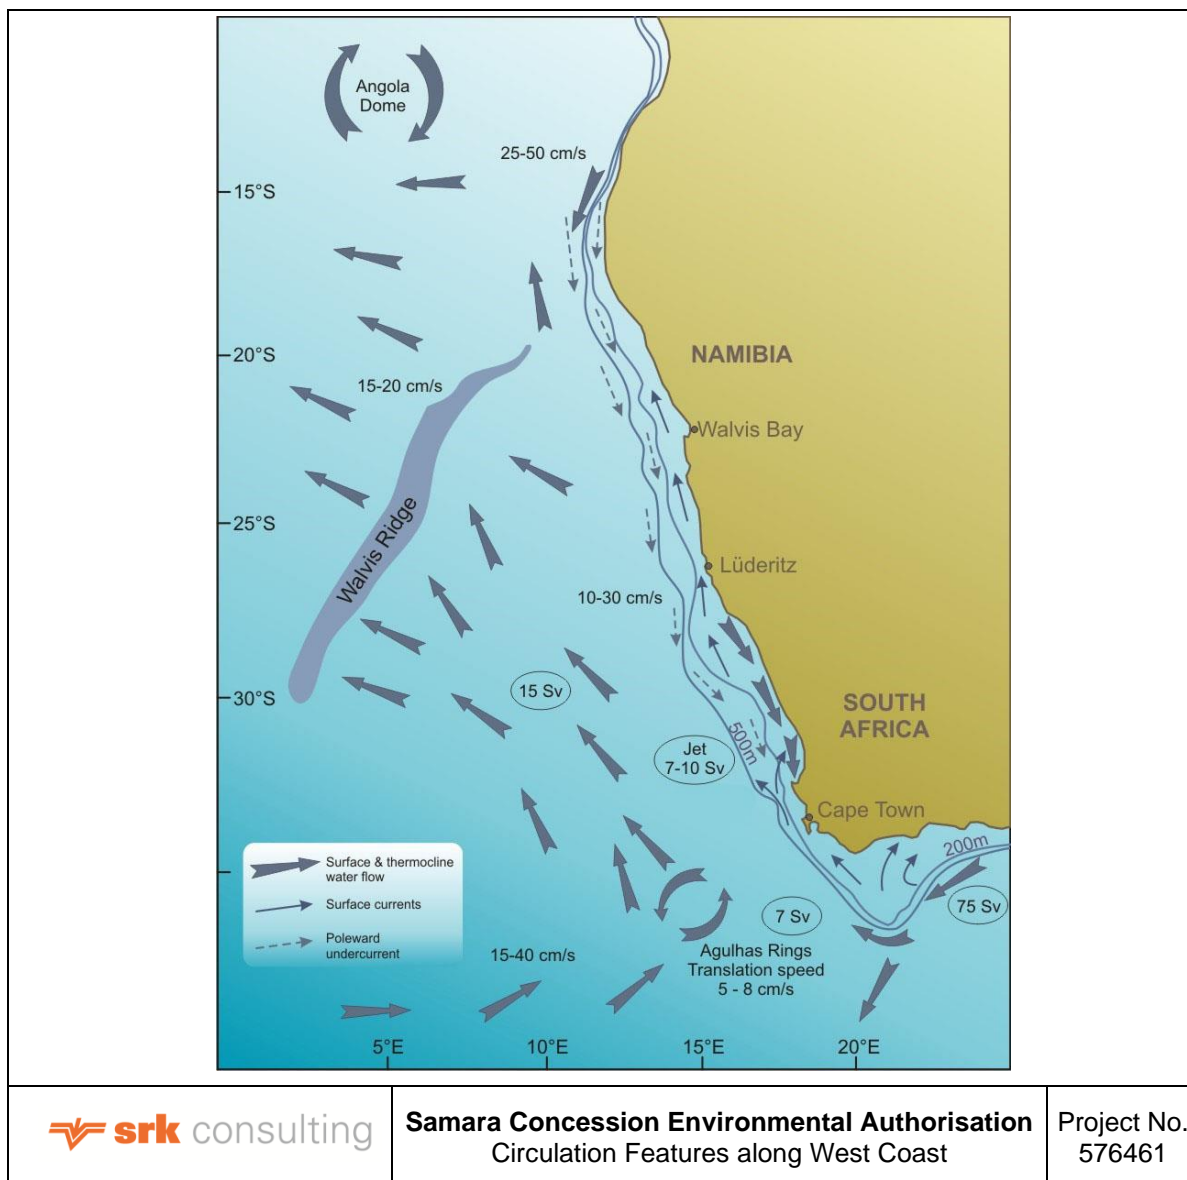 Angola
Dome
25-50 cm/s
15°S
20°S
NAMIBIA
15-20 cm/s
Walvis Bay
Walvis Ridge
25°S
Lüderitz
10-30 cm/s
15 Sv
30°S
SOUTH
AFRICA
500m
Jet
7-10 Sv
Cape Town
200m
Surface & thermocline
water flow
Surface currents
Poleward
undercurrent
7 Sv
75 Sv
Agulhas Rings
Translation speed
5 - 8 cm/s
15-40 cm/s
5°E
10°E
15°E
20°E
srk consulting
Samara Concession Environmental Authorisation
Circulation Features along West Coast
Project No.
576461